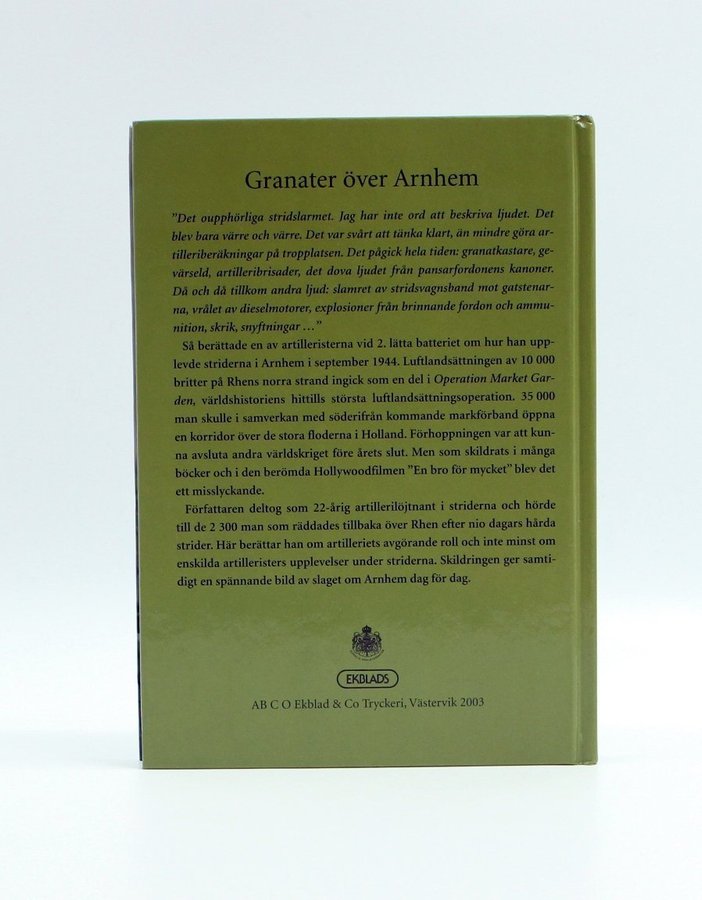 Granater över Arnhem
”Det oupphörliga stridslarmet. Jag har inte ord att beskriva ljudet. Det
blev bara värre och värre. Det var svårt att tänka klart, än mindre göra ar-
tilleriberäkningar på tropplatsen. Det pågick hela tiden: granatkastare, ge-
värseld, artilleribrisader, det dova ljudet från pansarfordonens kanoner.
Då och då tillkom andra ljud: slamret av stridsvagnsband mot gatstenar-
na, vrålet av dieselmotorer, explosioner från brinnande fordon och ammu-
nition, skrik, snyftningar …”
Så berättade en av artilleristerna vid 2. lätta batteriet om hur han upp-
levde striderna i Arnhem i september 1944. Luftlandsättningen av 10 000
britter på Rhens norra strand ingick som en del i Operation Market Gar-
den, världshistoriens hittills största luftlandsättningsoperation. 35 000
man skulle i samverkan med söderifrån kommande markförband öppna
en korridor över de stora floderna i Holland. Förhoppningen var att kun-
na avsluta andra världskriget före årets slut. Men som skildrats i många
böcker och i den berömda Hollywoodfilmen ”En bro för mycket” blev det
ett misslyckande.
Författaren deltog som 22-årig artillerilöjtnant i striderna och hörde
till de 2 300 man som räddades tillbaka över Rhen efter nio dagars hårda
strider. Här berättar han om artilleriets avgörande roll och inte minst om
enskilda artilleristers upplevelser under striderna. Skildringen ger samti-
digt en spännande bild av slaget om Arnhem dag för dag.
EKBLADS
AB C O Ekblad & Co Tryckeri, Västervik 2003